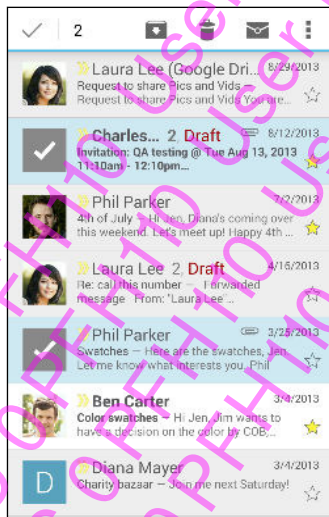 2
Laura Lee (Google Dri... 8/29/2013
Request to share Pics and Vids –
Request to share Pics and Vids You are...
Charles... 2, Draft 8/12/2013
Invitation: QA testing @ Tue Aug 13, 2013
11:10am - 12:10pm...
Phil Parker 7/2/2013
4th of July – Hi Jen, Diana's coming over
this weekend. Let's meet up! Happy 4th ...
Laura Lee 2, Draft 4/16/2013
Re: call this number – Forwarded
message From: "Laura Lee"...
Phil Parker 3/25/2013
Swatches – Here are the swatches, Jen.
Let me know what interests you. Phil
Ben Carter 3/4/2013
Color swatches – Hi Jen, Jim wants to
have a decision on the color by COB,...
D
Diana Mayer 3/4/2013
Charity bazaar – Join me next Saturday!